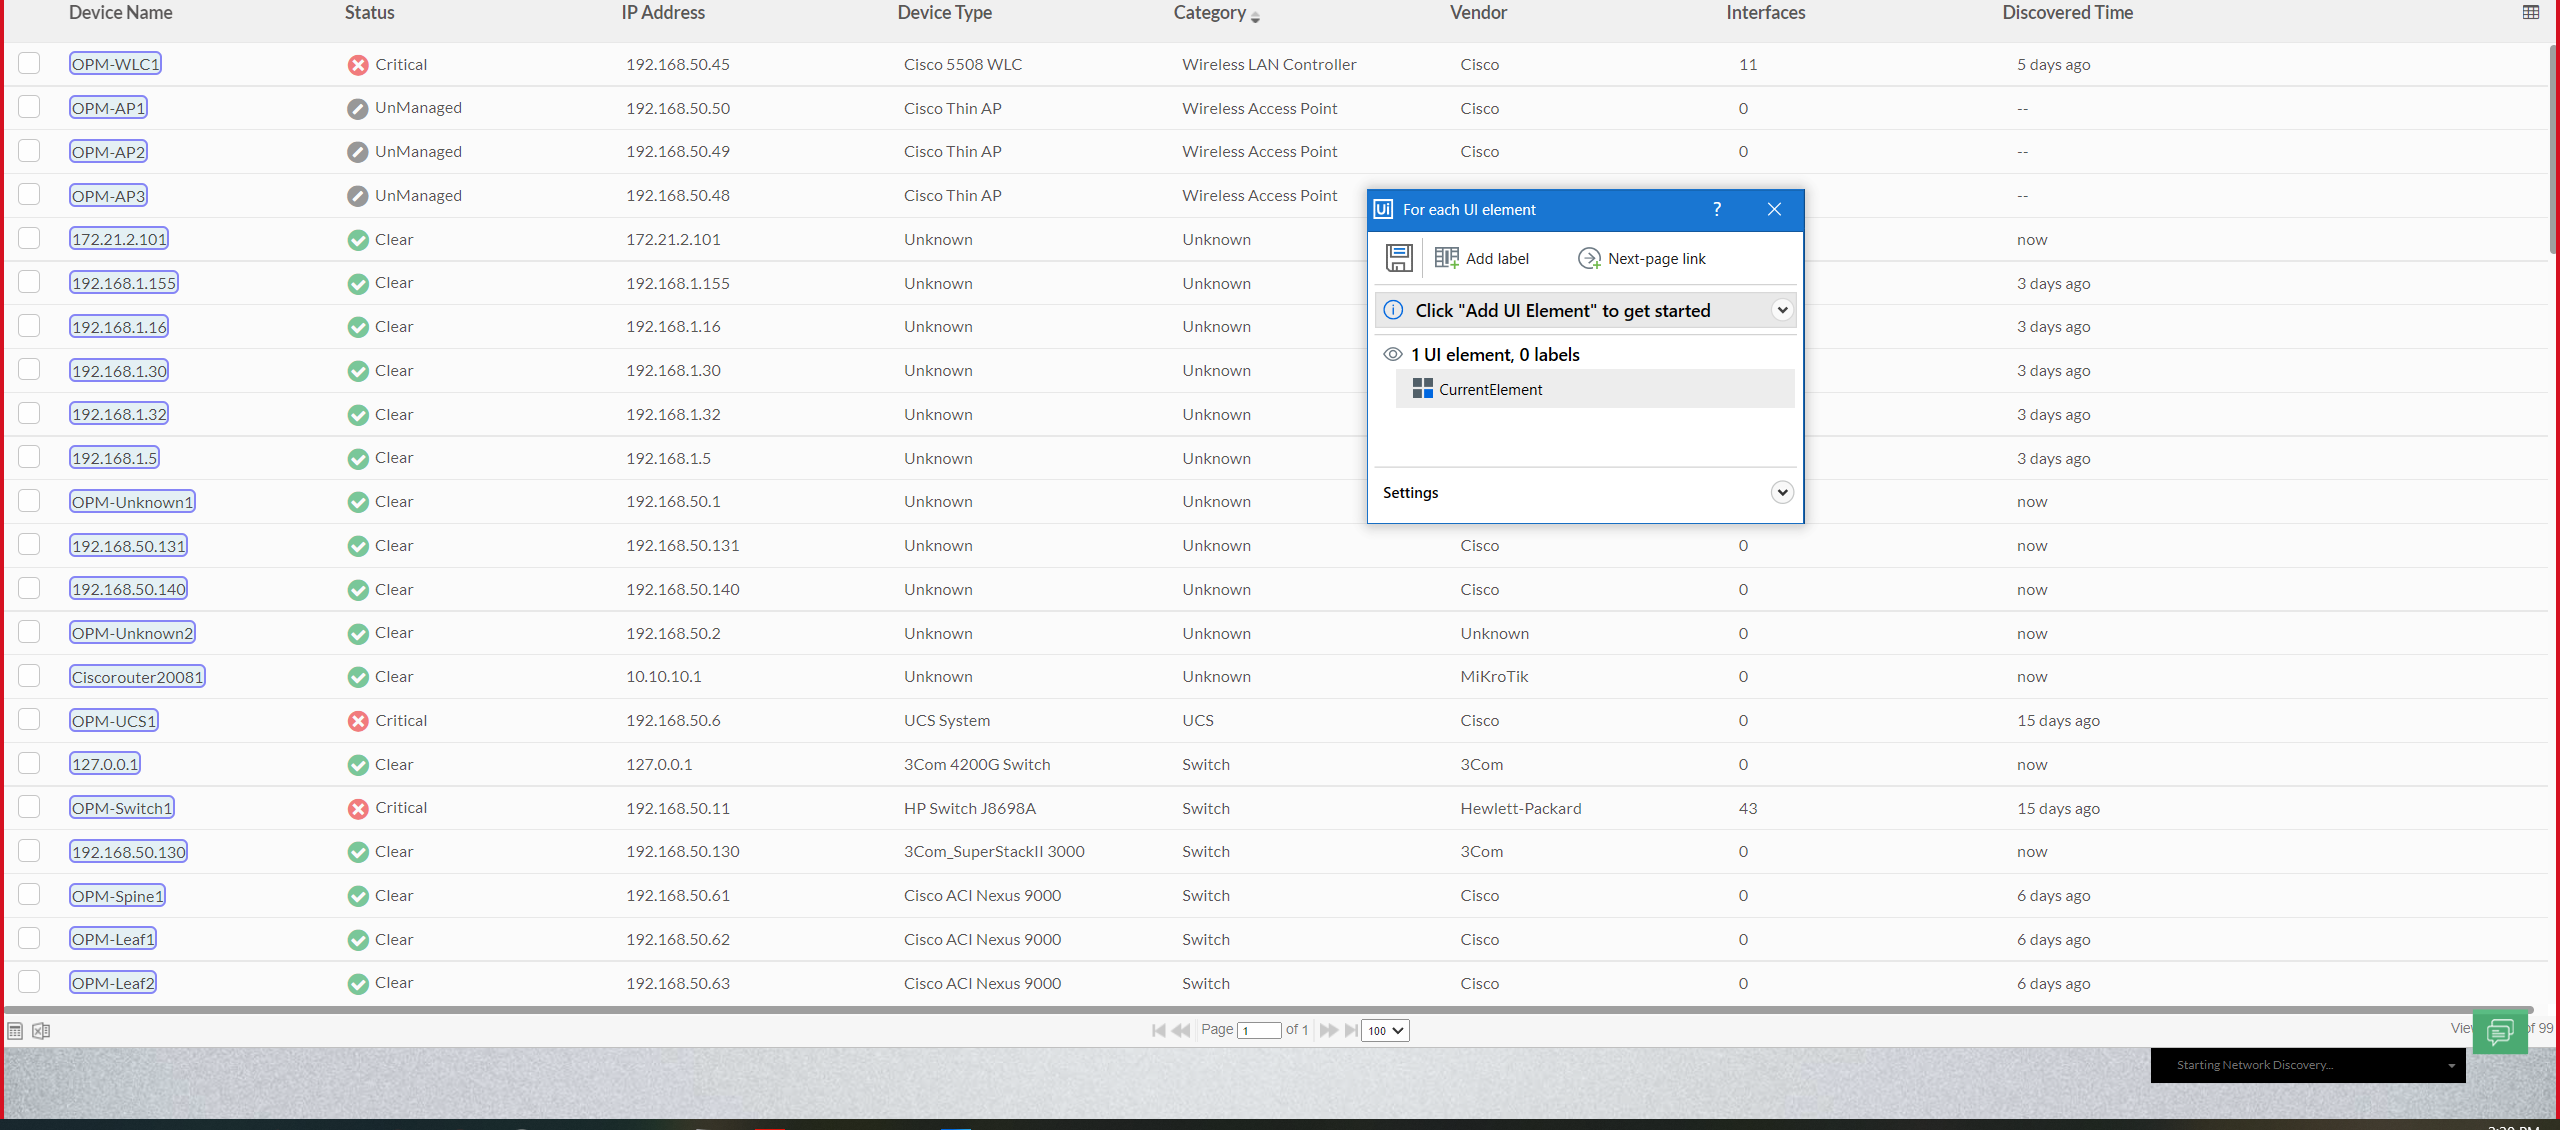 Device Name Status IP Address Device Type Category Vendor Interfaces Discovered Time
OPM-WLC1 Critical 192.168.50.45 Cisco 5508 WLC Wireless LAN Controller Cisco 11 5 days ago
OPM-AP1 UnManaged 192.168.50.50 Cisco Thin AP Wireless Access Point Cisco 0 --
OPM-AP2 UnManaged 192.168.50.49 Cisco Thin AP Wireless Access Point Cisco 0 --
OPM-AP3 UnManaged 192.168.50.48 Cisco Thin AP Wireless Access Point --
172.21.2.101 Clear 172.21.2.101 Unknown Unknown now
192.168.1.155 Clear 192.168.1.155 Unknown Unknown 3 days ago
192.168.1.16 Clear 192.168.1.16 Unknown Unknown 3 days ago
192.168.1.30 Clear 192.168.1.30 Unknown Unknown 3 days ago
192.168.1.32 Clear 192.168.1.32 Unknown Unknown 3 days ago
192.168.1.5 Clear 192.168.1.5 Unknown Unknown 3 days ago
OPM-Unknown1 Clear 192.168.50.1 Unknown Unknown now
192.168.50.131 Clear 192.168.50.131 Unknown Unknown Cisco 0 now
192.168.50.140 Clear 192.168.50.140 Unknown Unknown Cisco 0 now
OPM-Unknown2 Clear 192.168.50.2 Unknown Unknown Unknown 0 now
Ciscorouter20081 Clear 10.10.10.1 Unknown Unknown MiKroTik 0 now
OPM-UCS1 Critical 192.168.50.6 UCS System UCS Cisco 0 15 days ago
127.0.0.1 Clear 127.0.0.1 3Com 4200G Switch Switch 3Com 0 now
OPM-Switch1 Critical 192.168.50.11 HP Switch J8698A Switch Hewlett-Packard 43 15 days ago
192.168.50.130 Clear 192.168.50.130 3Com_SuperStackII 3000 Switch 3Com 0 now
OPM-Spine1 Clear 192.168.50.61 Cisco ACI Nexus 9000 Switch Cisco 0 6 days ago
OPM-Leaf1 Clear 192.168.50.62 Cisco ACI Nexus 9000 Switch Cisco 0 6 days ago
OPM-Leaf2 Clear 192.168.50.63 Cisco ACI Nexus 9000 Switch Cisco 0 6 days ago
Ui For each UI element ?
Add label Next-page link
Click "Add UI Element" to get started
1 UI element, 0 labels
CurrentElement
Settings
Page 1 of 1 100
of 99
Starting Network Discovery...